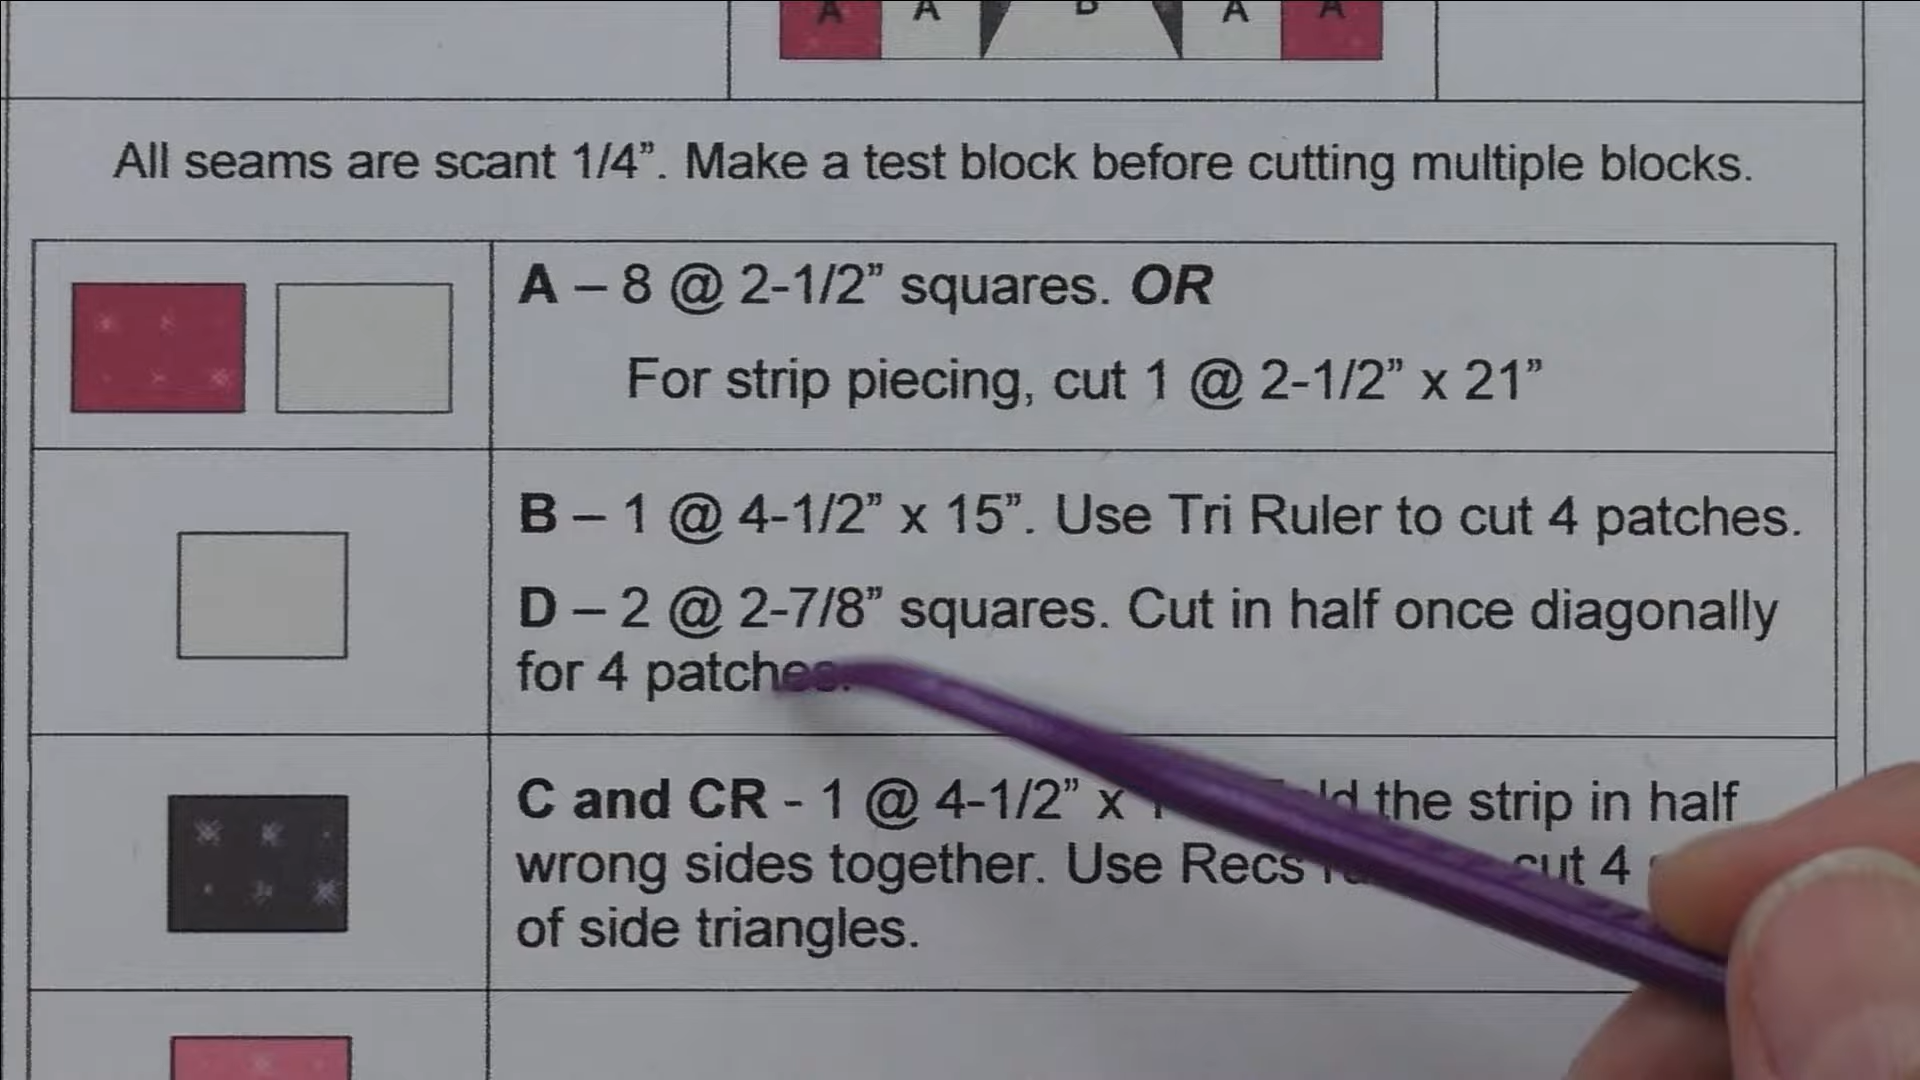 A A B A A
All seams are scant 1/4”. Make a test block before cutting multiple blocks.
A – 8 @ 2-1/2” squares. OR
For strip piecing, cut 1 @ 2-1/2” x 21”
B – 1 @ 4-1/2” x 15”. Use Tri Ruler to cut 4 patches.
D – 2 @ 2-7/8” squares. Cut in half once diagonally
for 4 patches.
C and CR - 1 @ 4-1/2” x the strip in half
wrong sides together. Use Recs cut 4
of side triangles.